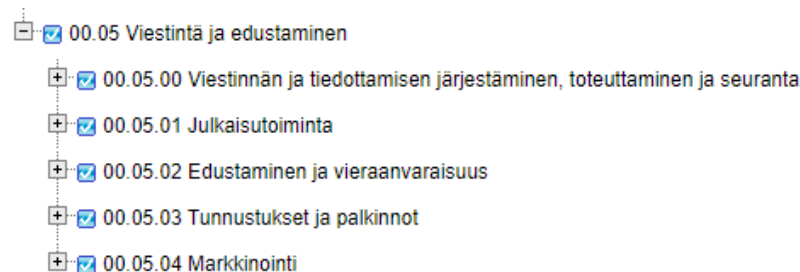 00.05 Viestintä ja edustaminen
00.05.00 Viestinnän ja tiedottamisen järjestäminen, toteuttaminen ja seuranta
00.05.01 Julkaisutoiminta
00.05.02 Edustaminen ja vieraanvaraisuus
00.05.03 Tunnustukset ja palkinnot
00.05.04 Markkinointi